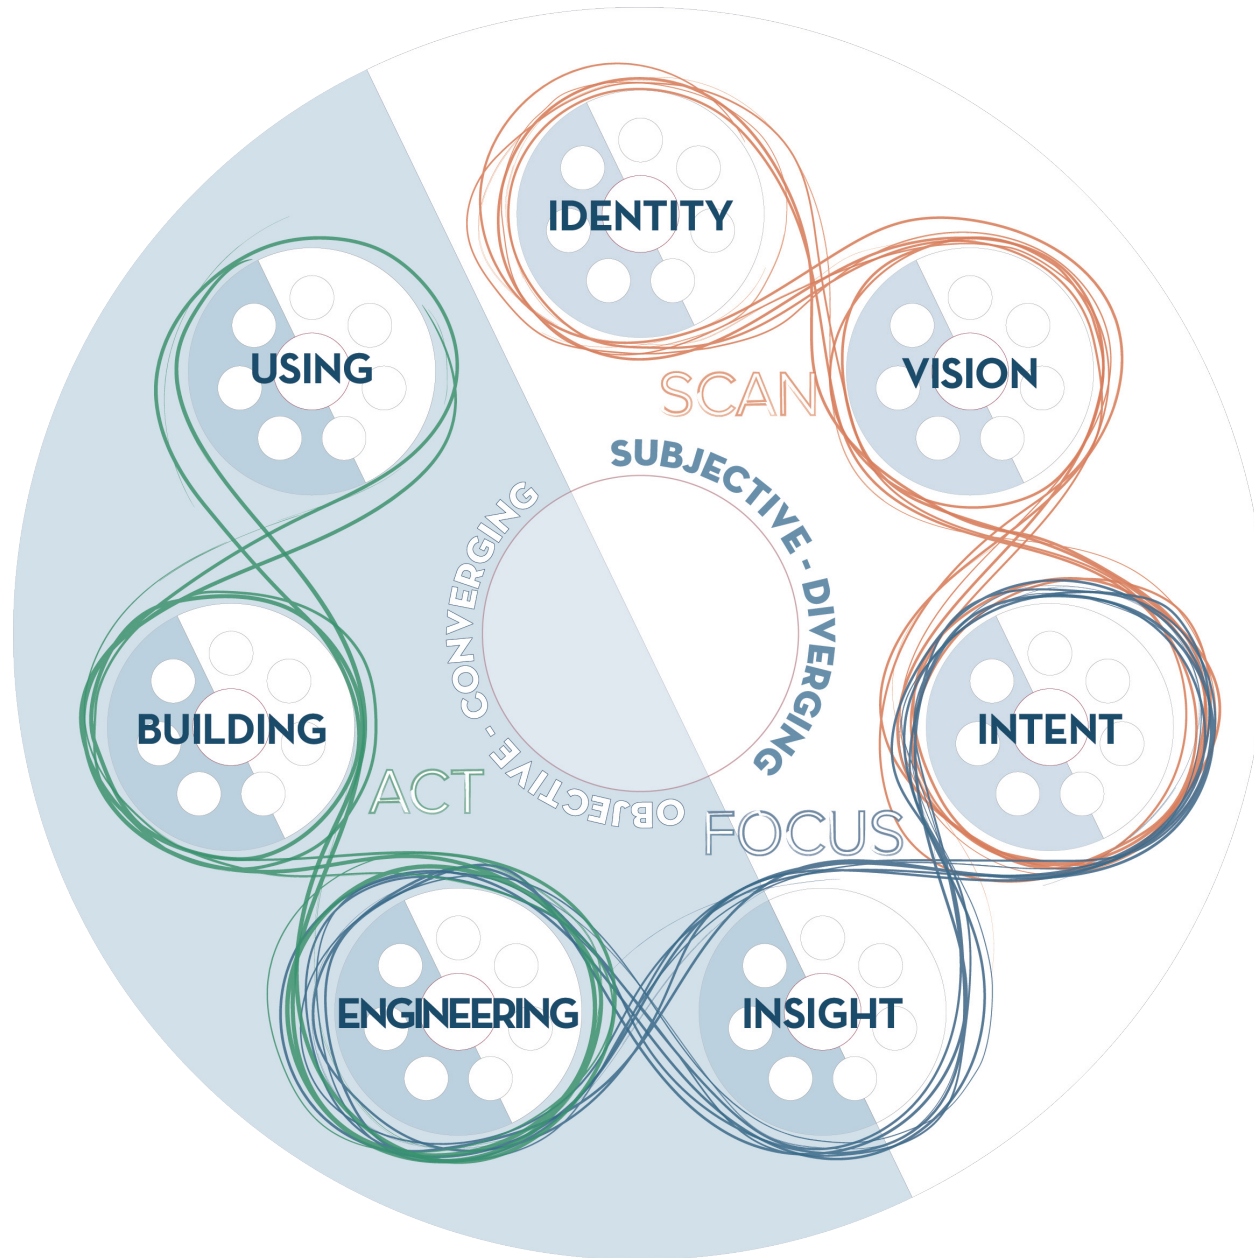 IDENTITY
VISION
USING
SCAN
SUBJECTIVE - DIVERGING
OBJECTIVE - CONVERGING
INTENT
BUILDING
ACT
FOCUS
ENGINEERING
INSIGHT